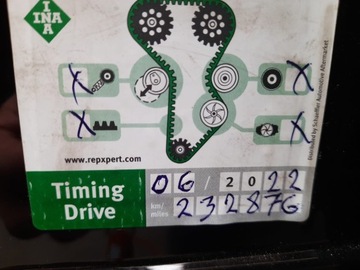 INA
X
X
X
X
www.repxpert.com
Distributed by Schaeffler Automotive Aftermarket
Timing Drive
06/2022
km/miles 232876